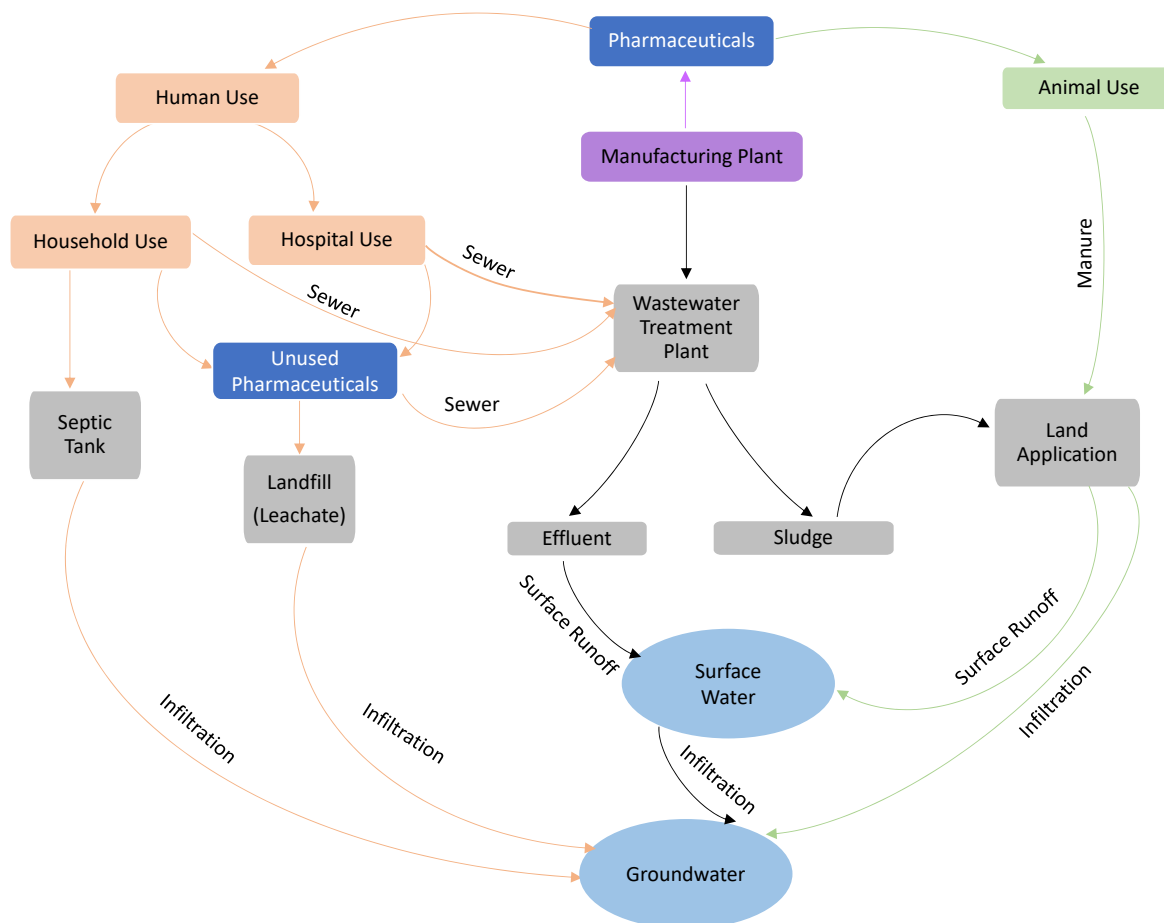 Pharmaceuticals
Human Use
Animal Use
Manufacturing Plant
Household Use
Hospital Use
Sewer
Manure
Sewer
Wastewater
Treatment
Plant
Unused
Pharmaceuticals
Sewer
Septic
Tank
Land
Application
Landfill
(Leachate)
Effluent
Sludge
Surface Runoff
Surface Runoff
Surface
Water
Infiltration
Infiltration
Infiltration
Infiltration
Groundwater